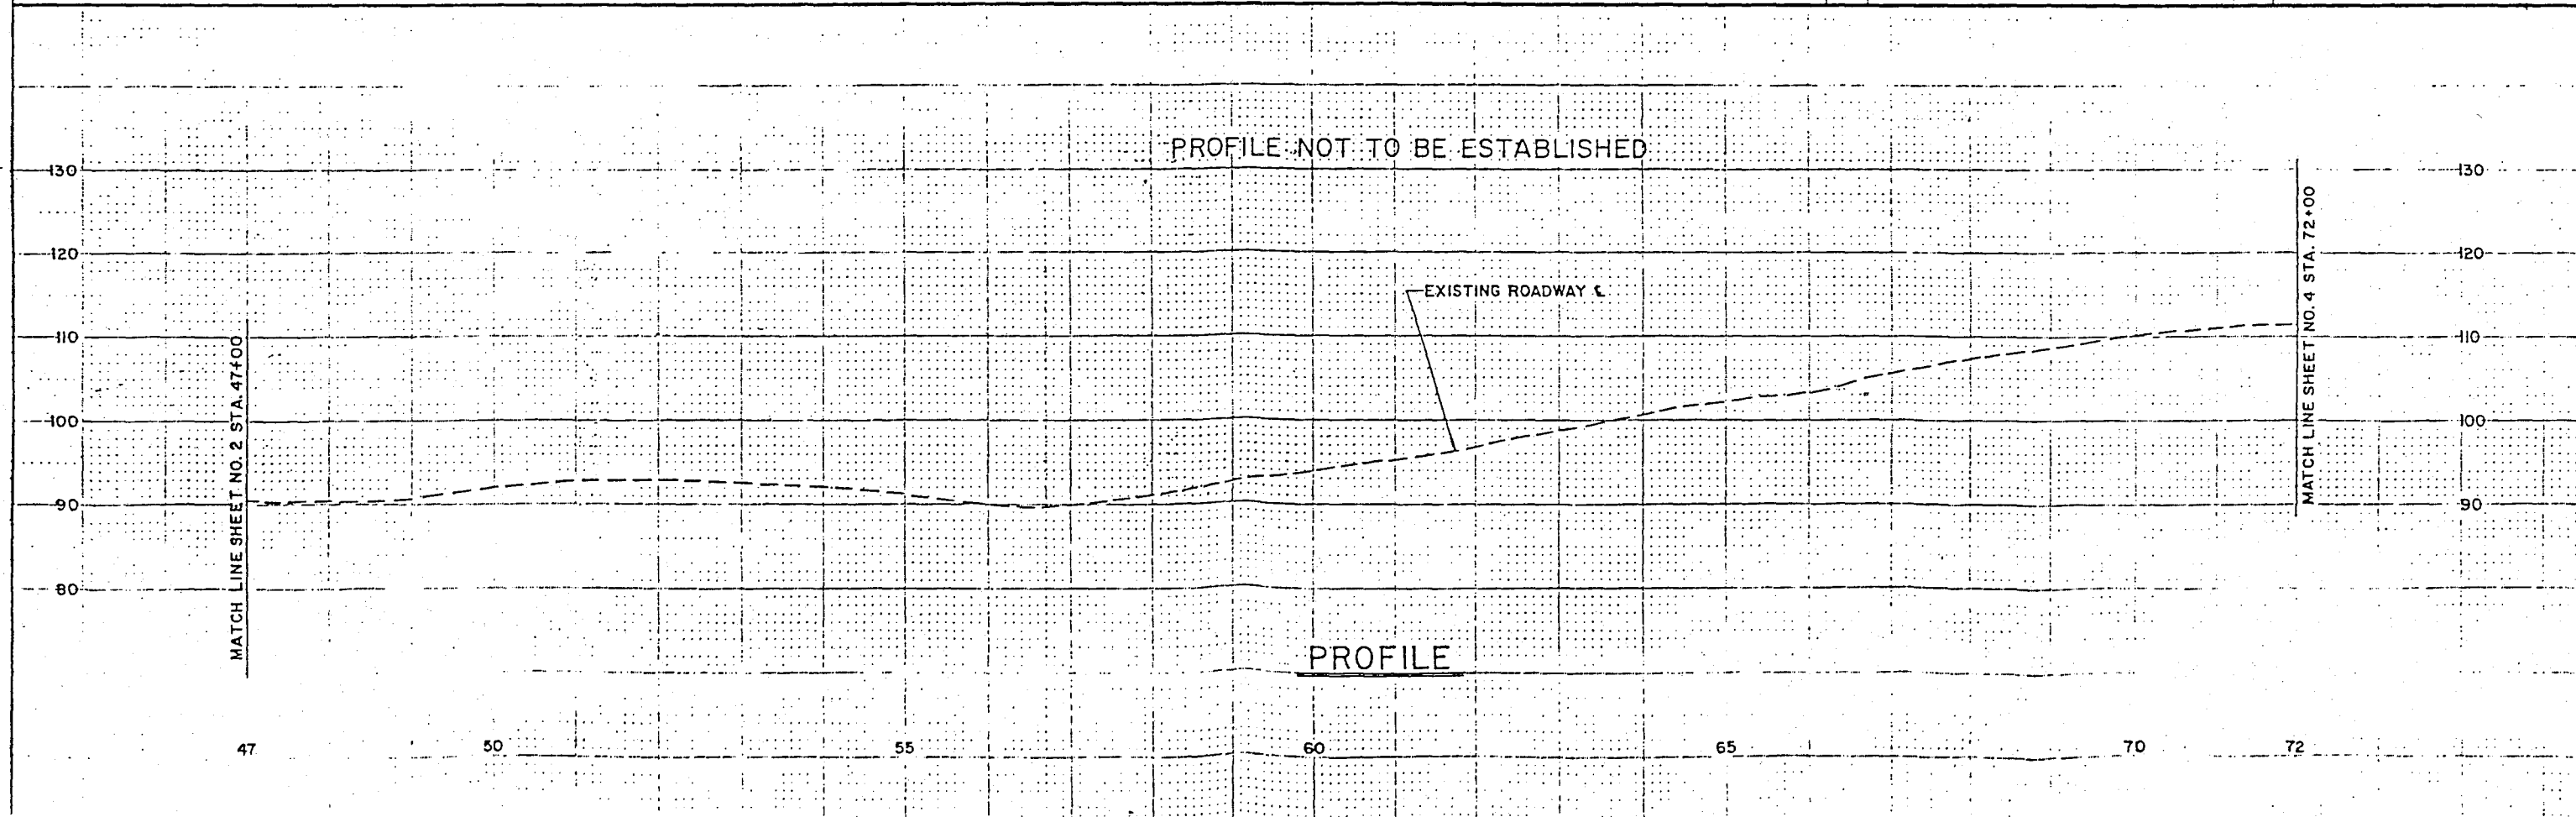 PROFILE NOT TO BE ESTABLISHED
130 130
120 120
EXISTING ROADWAY ℄
110 110
100 100
90 90
80
MATCH LINE SHEET NO. 2 STA. 47+00
MATCH LINE SHEET NO. 4 STA. 72+00
PROFILE
47 50 55 60 65 70 72